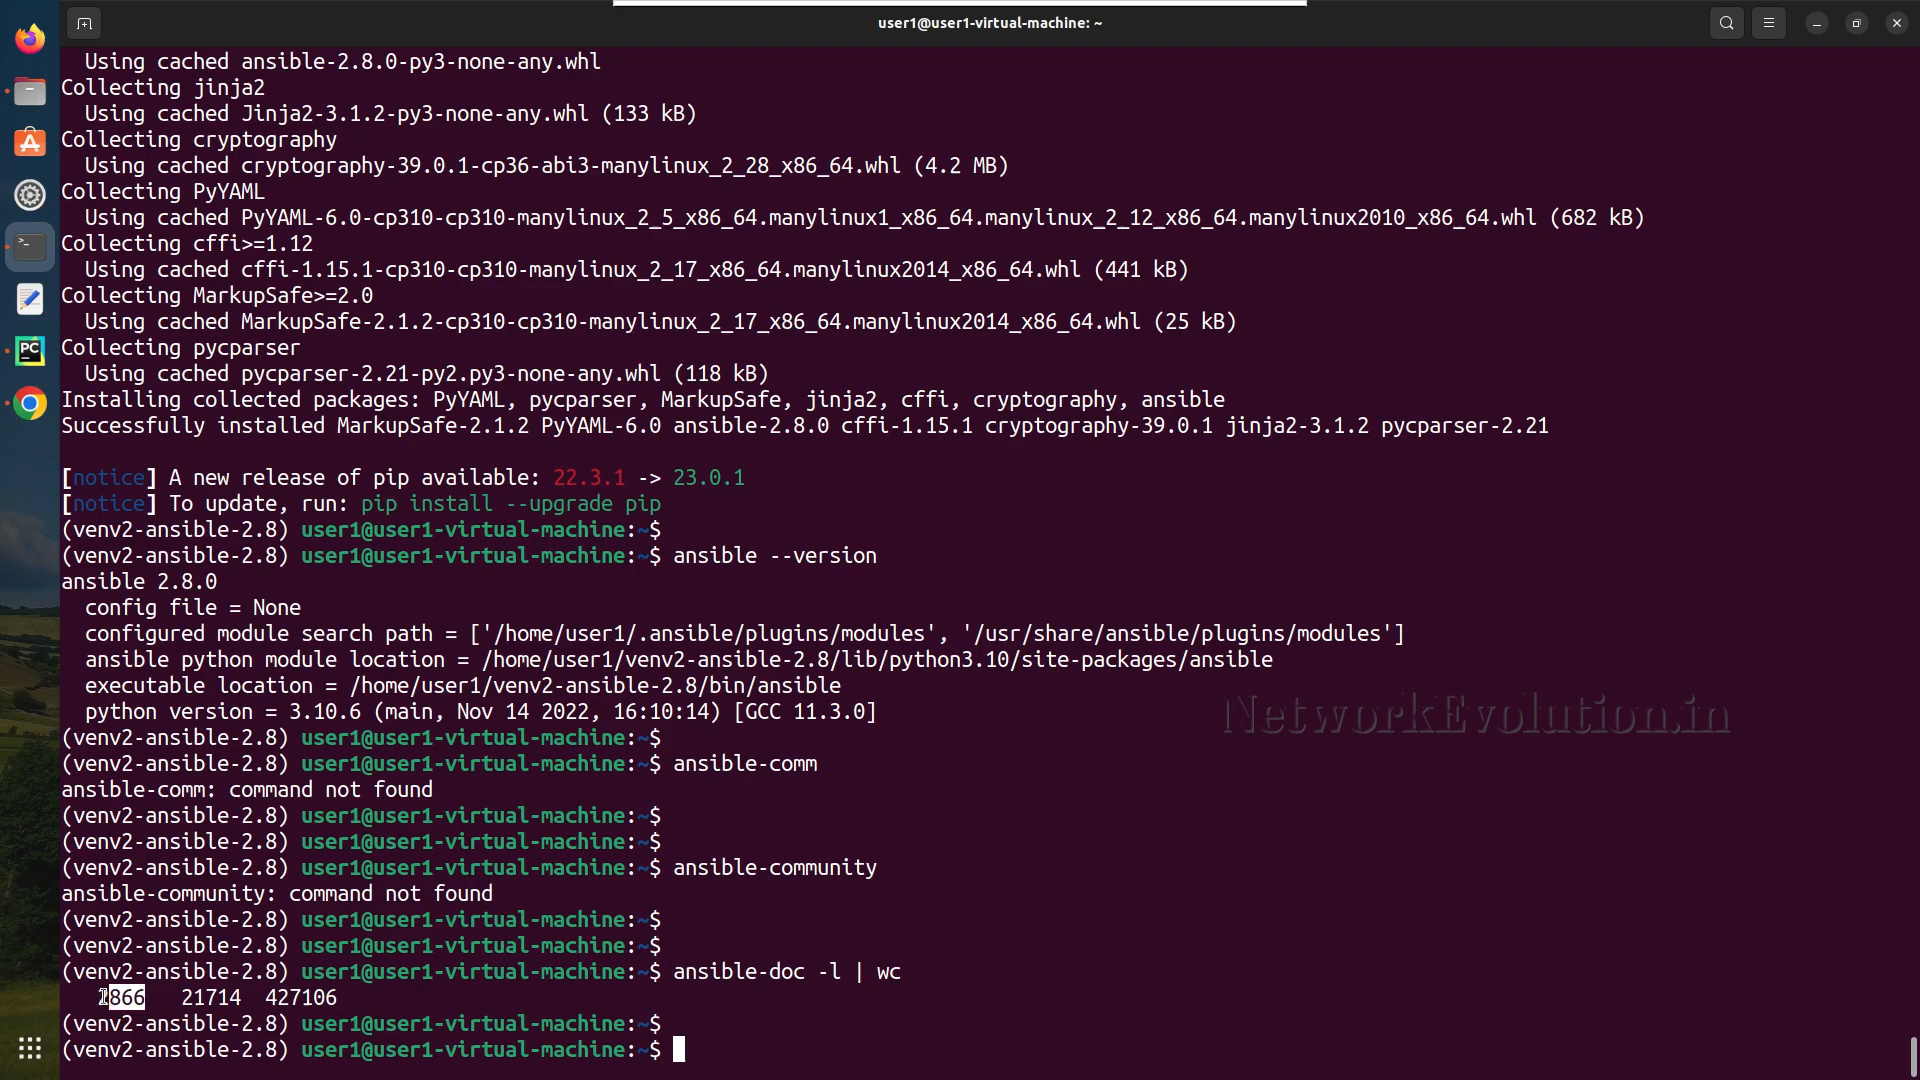 user1@user1-virtual-machine: ~
Using cached ansible-2.8.0-py3-none-any.whl
Collecting jinja2
Using cached Jinja2-3.1.2-py3-none-any.whl (133 kB)
Collecting cryptography
Using cached cryptography-39.0.1-cp36-abi3-manylinux_2_28_x86_64.whl (4.2 MB)
Collecting PyYAML
Using cached PyYAML-6.0-cp310-cp310-manylinux_2_5_x86_64.manylinux1_x86_64.manylinux_2_12_x86_64.manylinux2010_x86_64.whl (682 kB)
Collecting cffi>=1.12
Using cached cffi-1.15.1-cp310-cp310-manylinux_2_17_x86_64.manylinux2014_x86_64.whl (441 kB)
Collecting MarkupSafe>=2.0
Using cached MarkupSafe-2.1.2-cp310-cp310-manylinux_2_17_x86_64.manylinux2014_x86_64.whl (25 kB)
Collecting pycparser
Using cached pycparser-2.21-py2.py3-none-any.whl (118 kB)
Installing collected packages: PyYAML, pycparser, MarkupSafe, jinja2, cffi, cryptography, ansible
Successfully installed MarkupSafe-2.1.2 PyYAML-6.0 ansible-2.8.0 cffi-1.15.1 cryptography-39.0.1 jinja2-3.1.2 pycparser-2.21
[notice] A new release of pip available: 22.3.1 -> 23.0.1
[notice] To update, run: pip install --upgrade pip
(venv2-ansible-2.8) user1@user1-virtual-machine:~$
(venv2-ansible-2.8) user1@user1-virtual-machine:~$ ansible --version
ansible 2.8.0
config file = None
configured module search path = ['/home/user1/.ansible/plugins/modules', '/usr/share/ansible/plugins/modules']
ansible python module location = /home/user1/venv2-ansible-2.8/lib/python3.10/site-packages/ansible
executable location = /home/user1/venv2-ansible-2.8/bin/ansible
python version = 3.10.6 (main, Nov 14 2022, 16:10:14) [GCC 11.3.0]
NetworkEvolution.in
(venv2-ansible-2.8) user1@user1-virtual-machine:~$
(venv2-ansible-2.8) user1@user1-virtual-machine:~$ ansible-comm
ansible-comm: command not found
(venv2-ansible-2.8) user1@user1-virtual-machine:~$
(venv2-ansible-2.8) user1@user1-virtual-machine:~$
(venv2-ansible-2.8) user1@user1-virtual-machine:~$ ansible-community
ansible-community: command not found
(venv2-ansible-2.8) user1@user1-virtual-machine:~$
(venv2-ansible-2.8) user1@user1-virtual-machine:~$
(venv2-ansible-2.8) user1@user1-virtual-machine:~$ ansible-doc -l | wc
21714 427106
(venv2-ansible-2.8) user1@user1-virtual-machine:~$
(venv2-ansible-2.8) user1@user1-virtual-machine:~$